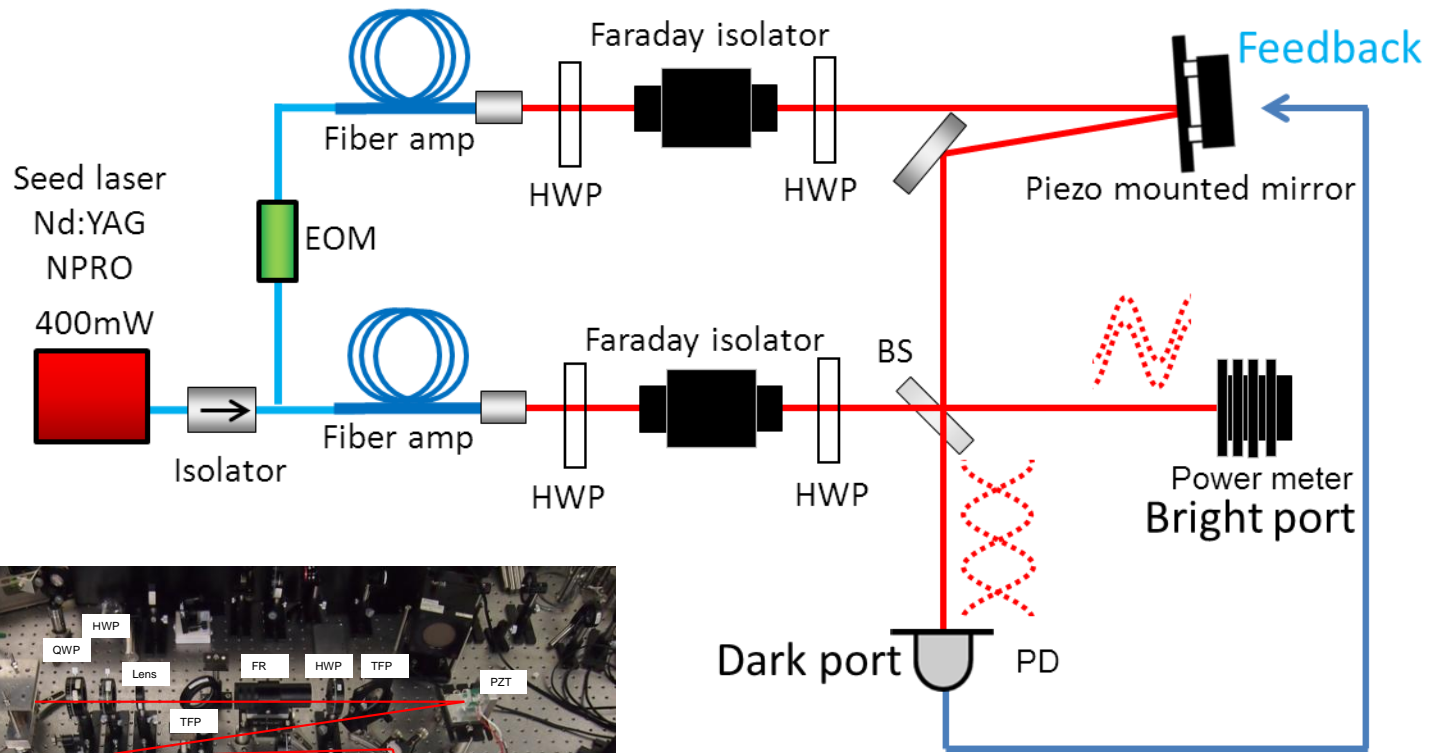 Faraday isolator
Feedback
Fiber amp
HWP
HWP
Piezo mounted mirror
Seed laser
Nd:YAG
NPRO
400mW
EOM
Isolator
Faraday isolator
Fiber amp
HWP
HWP
BS
Power meter
Bright port
Dark port
PD
HWP
QWP
Lens
FR
HWP
TFP
PZT
TFP